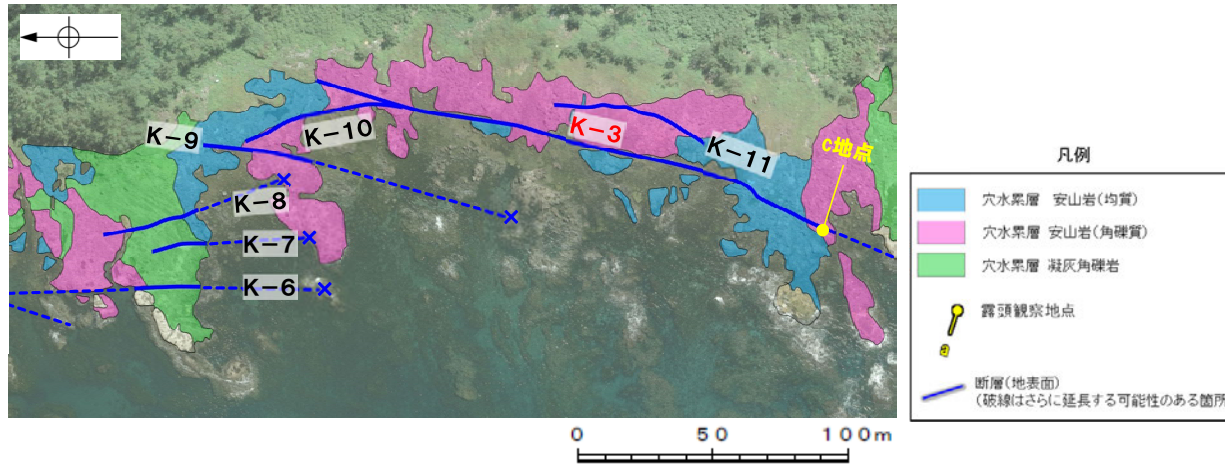 K-9
K-10
K-3
K-11
c地点
K-8
K-7
K-6
0 50 100m
凡例
穴水累層 安山岩(均質)
穴水累層 安山岩(角礫質)
穴水累層 凝灰角礫岩
露頭観察地点
a
断層(地表面)
(破線はさらに延長する可能性のある箇所